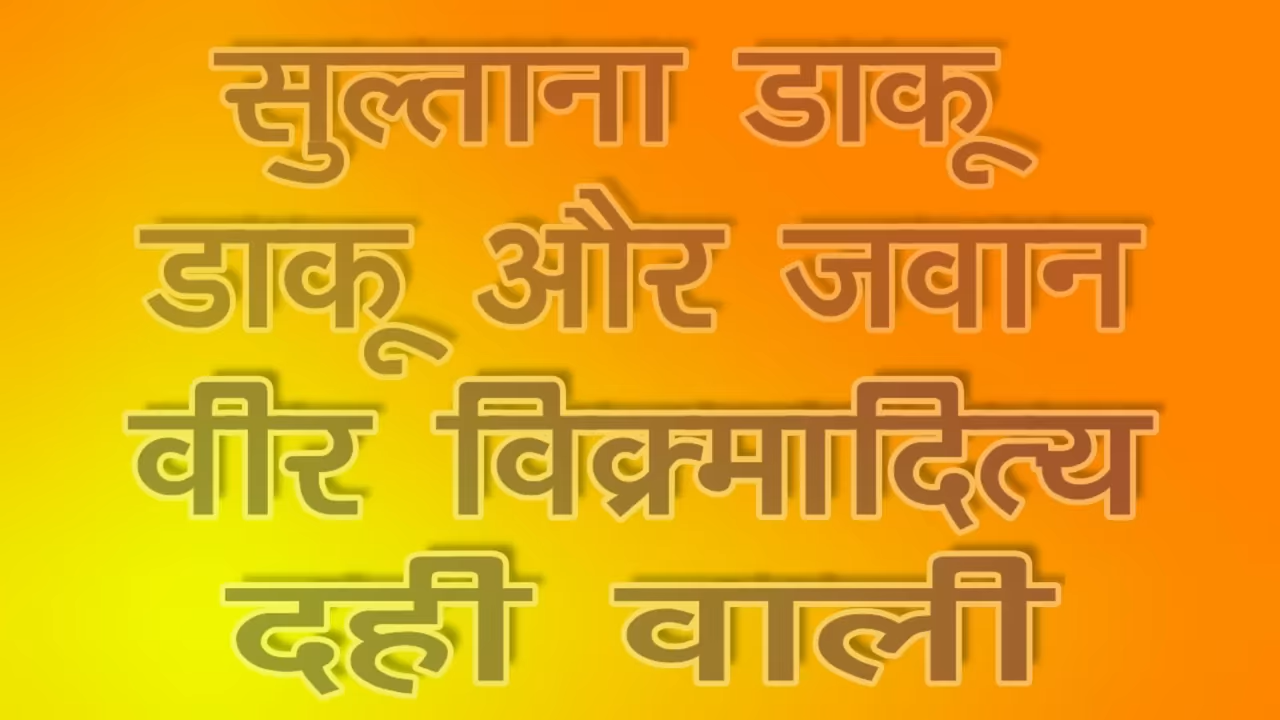 सुल्ताना डाकू
डाकू और जवान
वीर विक्रमादित्य
दही वाली